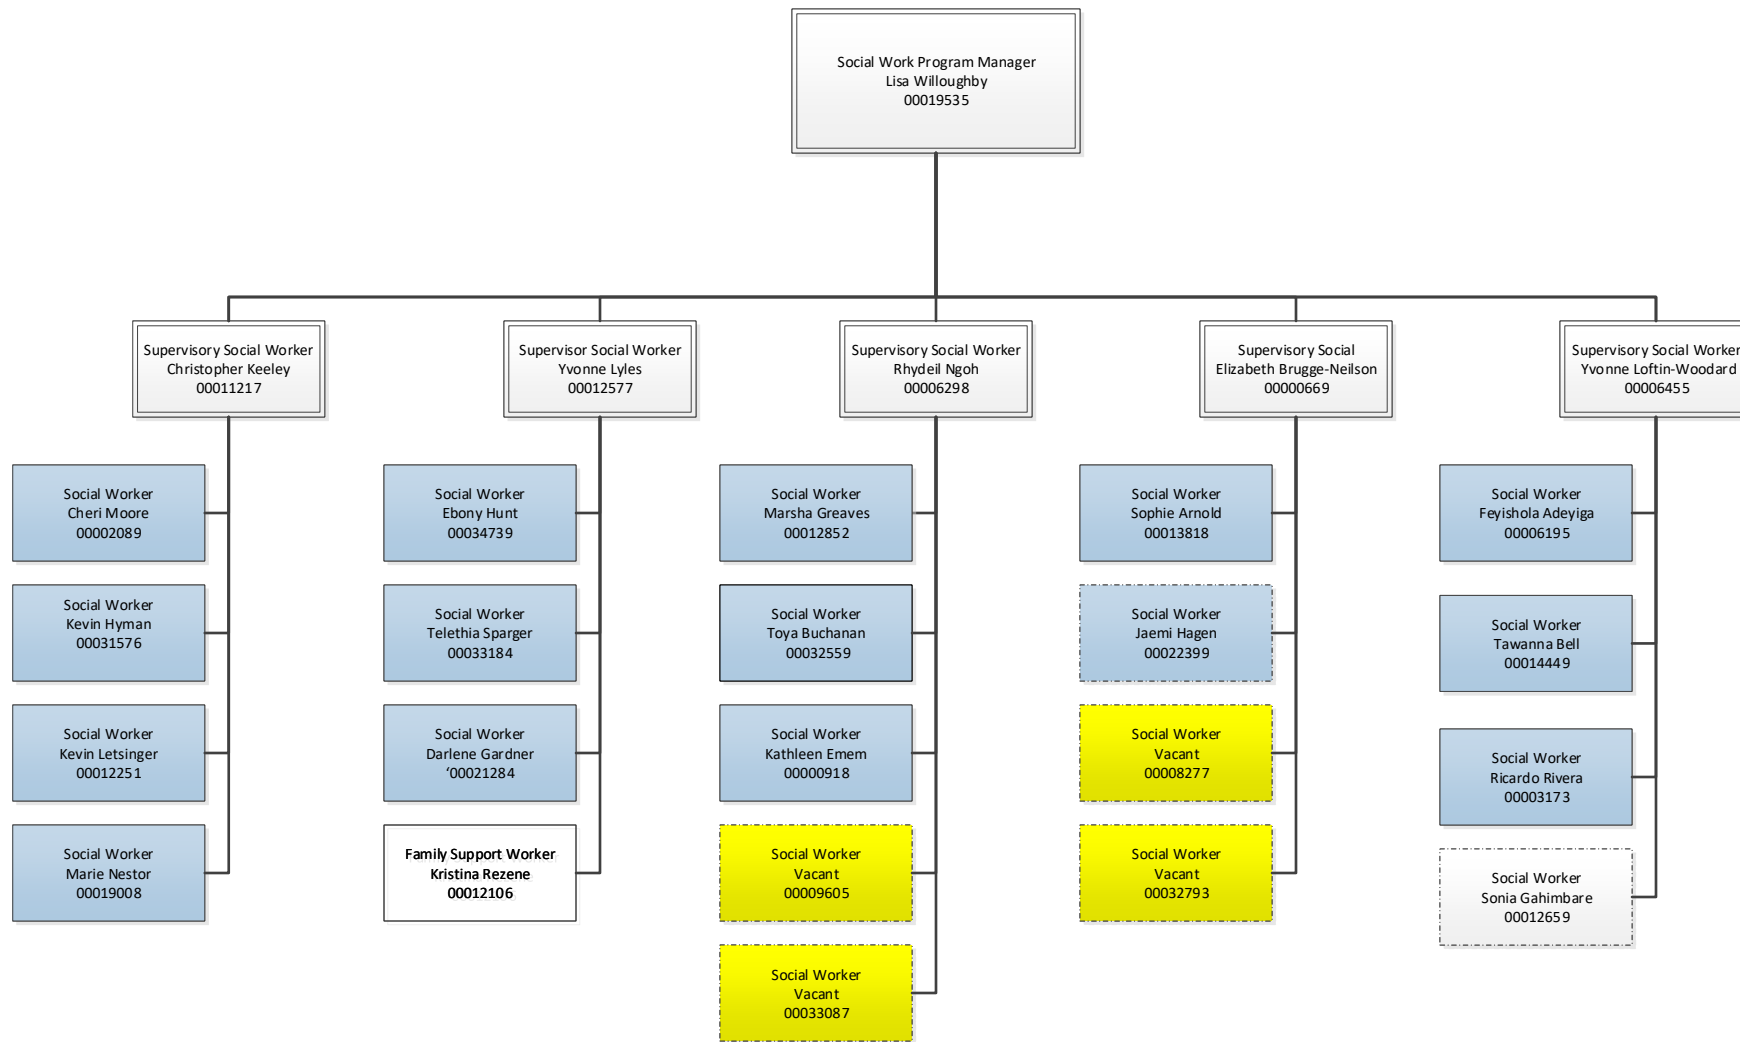 Social Work Program Manager
Lisa Willoughby
00019535
Supervisory Social Worker
Christopher Keeley
00011217
Supervisor Social Worker
Yvonne Lyles
00012577
Supervisory Social Worker
Rhydeil Ngoh
00006298
Supervisory Social
Elizabeth Brugge-Neilson
00000669
Supervisory Social Worker
Yvonne Loftin-Woodard
00006455
Social Worker
Cheri Moore
00002089
Social Worker
Kevin Hyman
00031576
Social Worker
Kevin Letsinger
00012251
Social Worker
Marie Nestor
00019008
Social Worker
Ebony Hunt
00034739
Social Worker
Telethia Sparger
00033184
Social Worker
Darlene Gardner
‘00021284
Family Support Worker
Kristina Rezene
00012106
Social Worker
Marsha Greaves
00012852
Social Worker
Toya Buchanan
00032559
Social Worker
Kathleen Emem
00000918
Social Worker
Vacant
00009605
Social Worker
Vacant
00033087
Social Worker
Sophie Arnold
00013818
Social Worker
Jaemi Hagen
00022399
Social Worker
Vacant
00008277
Social Worker
Vacant
00032793
Social Worker
Feyishola Adeyiga
00006195
Social Worker
Tawanna Bell
00014449
Social Worker
Ricardo Rivera
00003173
Social Worker
Sonia Gahimbare
00012659